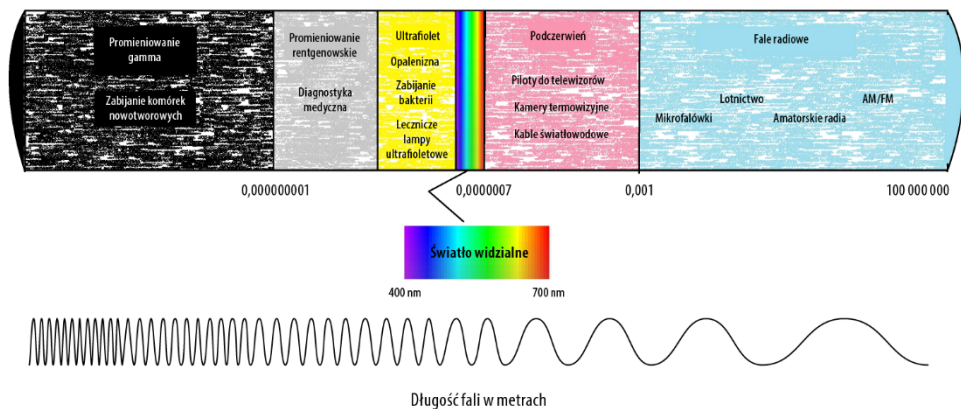 Promieniowanie
gamma
Zabijanie komórek
nowotworowych
Promieniowanie
rentgenowskie
Diagnostyka
medyczna
Ultrafiolet
Opalenizna
Zabijanie
bakterii
Lecznicze
lampy
ultrafioletowe
Podczerwień
Piloty do telewizorów
Kamery termowizyjne
Kable światłowodowe
Fale radiowe
Lotnictwo
AM/FM
Mikrofalówki
Amatorskie radia
0,000000001
0,0000007
0,001
100 000 000
Światło widzialne
400 nm
700 nm
Długość fali w metrach